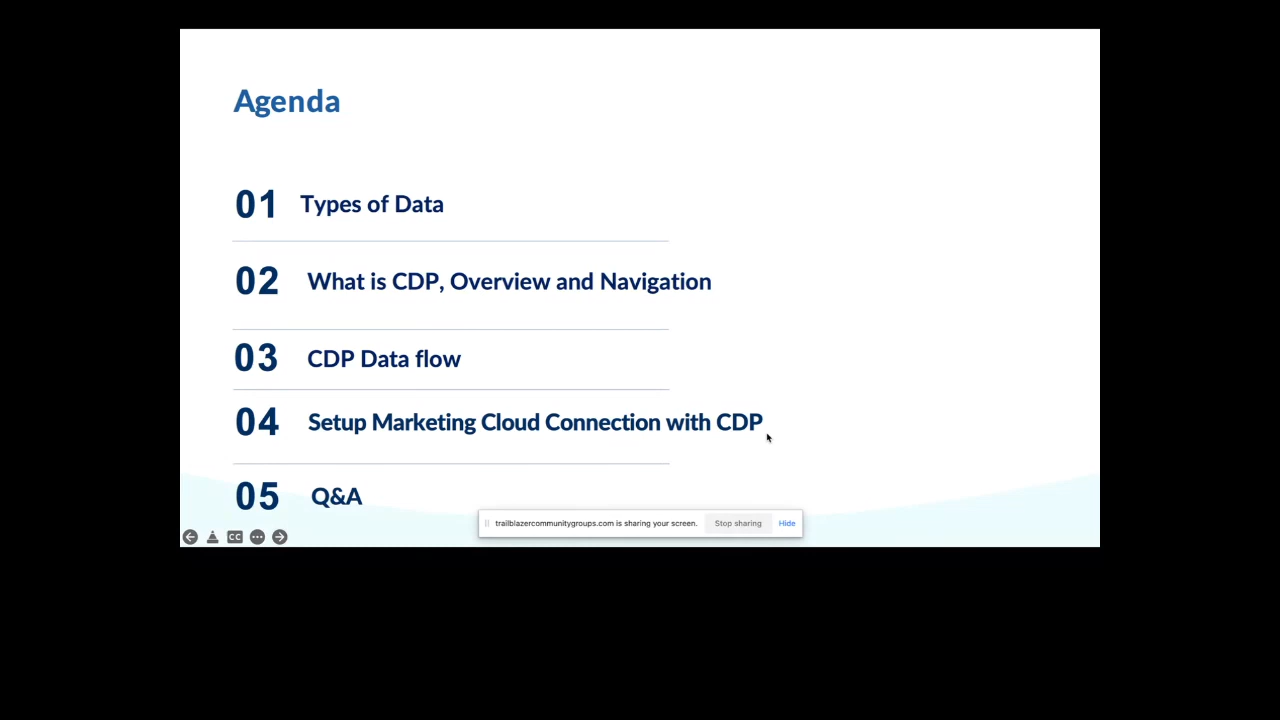 Agenda
01 Types of Data
02 What is CDP, Overview and Navigation
03 CDP Data flow
04 Setup Marketing Cloud Connection with CDP
05 Q&A
trailblazercommunitygroups.com is sharing your screen. Stop sharing Hide
CC